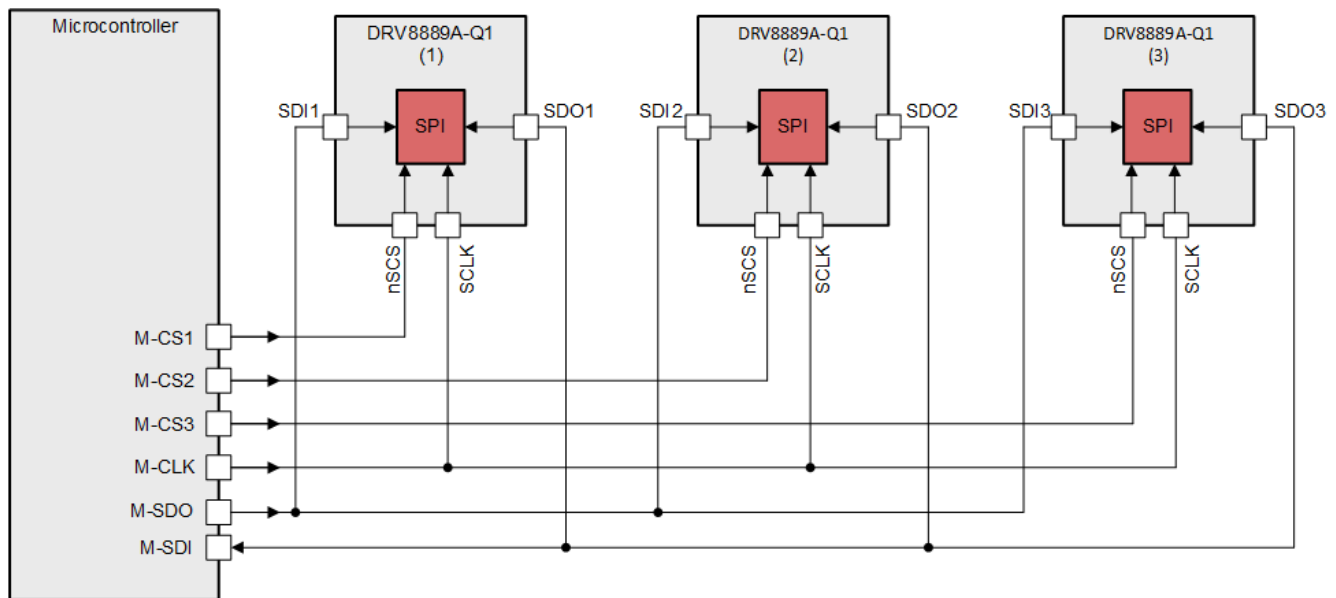 Microcontroller
DRV8889A-Q1
(1)
DRV8889A-Q1
(2)
DRV8889A-Q1
(3)
SDI1
SPI
SDO1
SDI2
SPI
SDO2
SDI3
SPI
SDO3
nSCS
SCLK
nSCS
SCLK
nSCS
SCLK
M-CS1
M-CS2
M-CS3
M-CLK
M-SDO
M-SDI